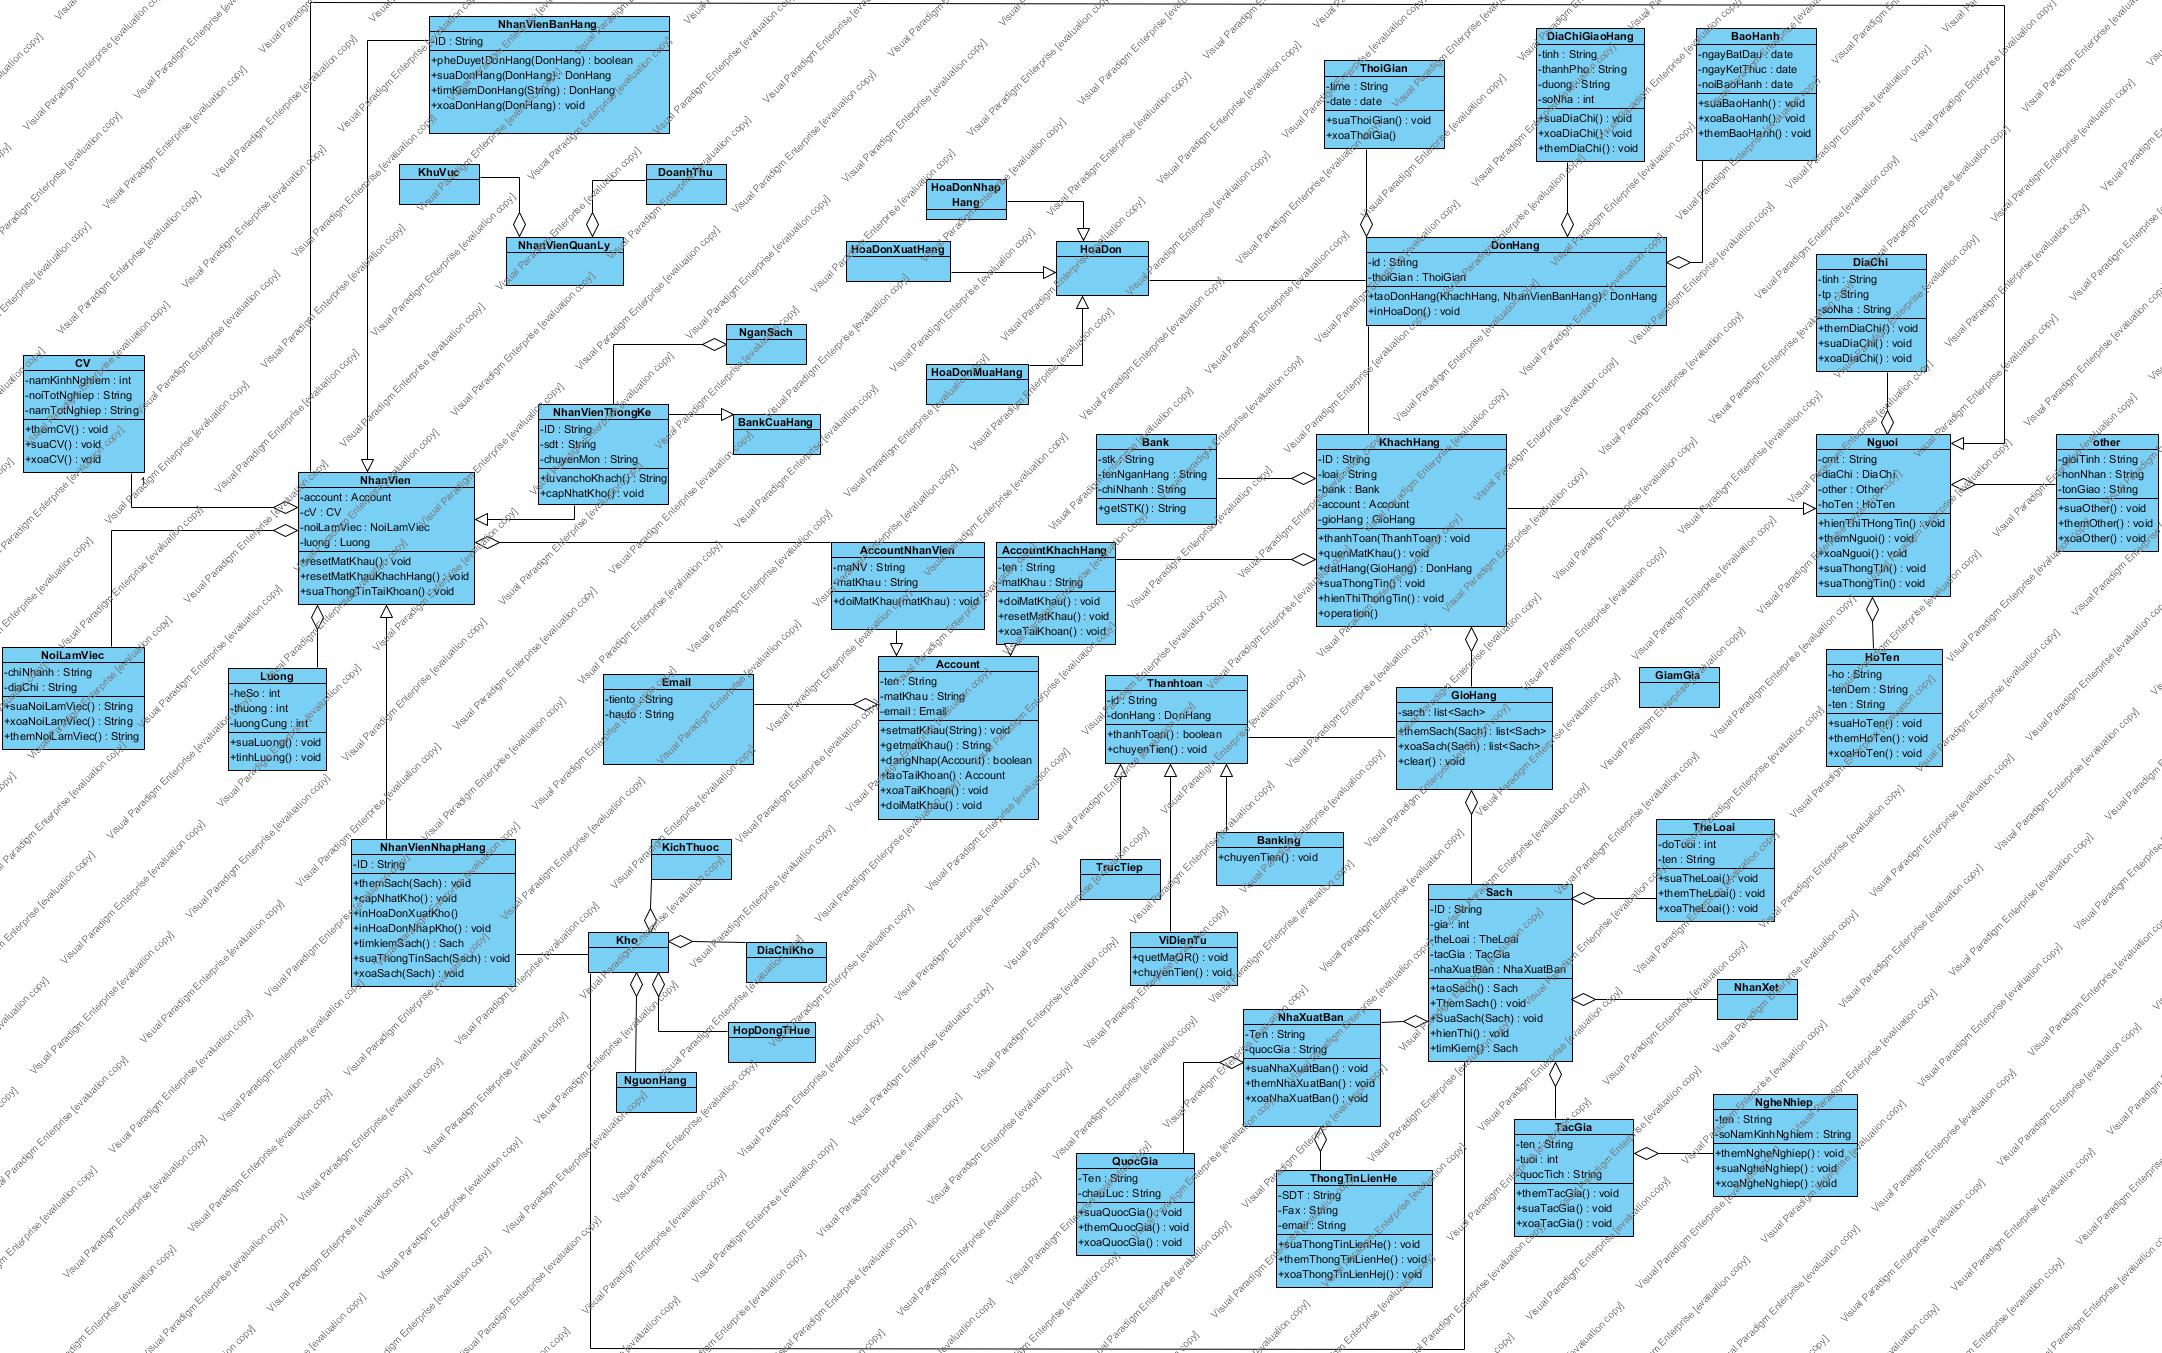 NhanVienBanHang
-ID : String
+pheDuyetDonHang(DonHang) : boolean
+suaDonHang(DonHang) : DonHang
+timKiemDonHang(String) : DonHang
+xoaDonHang(DonHang) : void
KhuVuc
DoanhThu
NhanVienQuanLy
HoaDonNhap
Hang
HoaDonXuatHang
HoaDon
HoaDonMuaHang
ThoiGian
-time : String
-date : date
+suaThoiGian() : void
+xoaThoiGia()
DiaChiGiaoHang
-tinh : String
-thanhPho : String
-duong : String
-soNha : int
+suaDiaChi() : void
+xoaDiaChi() : void
+themDiaChi() : void
BaoHanh
-ngayBatDau : date
-ngayKetThuc : date
-noiBaoHanh : date
+suaBaoHanh() : void
+xoaBaoHanh() : void
+themBaoHanh() : void
DonHang
-id : String
-thoiGian : ThoiGian
+taoDonHang(KhachHang, NhanVienBanHang) : DonHang
+inHoaDon() : void
DiaChi
-tinh : String
-tp : String
-soNha : String
+themDiaChi() : void
+suaDiaChi() : void
+xoaDiaChi() : void
NganSach
CV
-namKinhNghiem : int
-noiTotNghiep : String
-namTotNghiep : String
+themCV() : void
+suaCV() : void
+xoaCV() : void
1
NhanVienThongKe
-ID : String
-sdt : String
-chuyenMon : String
+tuvanchoKhach() : String
+capNhatKho() : void
BankCuaHang
Bank
-stk : String
-tenNganHang : String
-chiNhanh : String
+getSTK() : String
KhachHang
-ID : String
-loai : String
-bank : Bank
-account : Account
-gioHang : GioHang
+thanhToan(ThanhToan) : void
+quenMatKhau() : void
+datHang(GioHang) : DonHang
+suaThongTin() : void
+hienThiThongTin() : void
+operation()
Nguoi
-cmt : String
-diaChi : DiaChi
-other : Other
-hoTen : HoTen
+hienThiThongTin() : void
+themNguoi() : void
+xoaNguoi() : void
+suaThongTin() : void
+suaThongTin() : void
other
-gioiTinh : String
-honNhan : String
-tonGiao : String
+suaOther() : void
+themOther() : void
+xoaOther() : void
NhanVien
-account : Account
-cV : CV
-noiLamViec : NoiLamViec
-luong : Luong
+resetMatKhau() : void
+resetMatKhauKhachHang() : void
+suaThongTinTaiKhoan() : void
AccountNhanVien
-maNV : String
-matKhau : String
+doiMatKhau(matKhau) : void
AccountKhachHang
-ten : String
-matKhau : String
+doiMatKhau() : void
+resetMatKhau() : void
+xoaTaiKhoan() : void
NoiLamViec
-chiNhanh : String
-diaChi : String
+suaNoiLamViec() : String
+xoaNoiLamViec() : String
+themNoiLamViec() : String
Luong
-heSo : int
-thuong : int
-luongCung : int
+suaLuong() : void
+tinhLuong() : void
Email
-tiento : String
-hauto : String
Account
-ten : String
-matKhau : String
-email : Email
+setmatKhau(String) : void
+getmatKhau() : String
+dangNhap(Account) : boolean
+taoTaiKhoan() : Account
+xoaTaiKhoan() : void
+doiMatKhau() : void
Thanhtoan
-id : String
-donHang : DonHang
+thanhToan() : boolean
+chuyenTien() : void
GioHang
-sach : list<Sach>
+themSach(Sach) : list<Sach>
+xoaSach(Sach) : list<Sach>
+clear() : void
GiamGia
HoTen
-ho : String
-tenDem : String
-ten : String
+suaHoTen() : void
+themHoTen() : void
+xoaHoTen() : void
TrucTiep
Banking
+chuyenTien() : void
ViDienTu
+quetMaQR() : void
+chuyenTien() : void
NhanVienNhapHang
-ID : String
+themSach(Sach) : void
+capNhatKho() : void
+inHoaDonXuatKho()
+inHoaDonNhapKho() : void
+timkiemSach() : Sach
+suaThongTinSach(Sach) : void
+xoaSach(Sach) : void
KichThuoc
Kho
DiaChiKho
HopDongTHue
NguonHang
TheLoai
-doTuoi : int
-ten : String
+suaTheLoai() : void
+themTheLoai() : void
+xoaTheLoai() : void
Sach
-ID : String
-gia : int
-theLoai : TheLoai
-tacGia : TacGia
-nhaXuatBan : NhaXuatBan
+taoSach() : Sach
+ThemSach() : void
+SuaSach(Sach) : void
+hienThi() : void
+timKiem() : Sach
NhanXet
NhaXuatBan
-Ten : String
-quocGia : String
+suaNhaXuatBan() : void
+themNhaXuatBan() : void
+xoaNhaXuatBan() : void
QuocGia
-Ten : String
-chauLuc : String
+suaQuocGia() : void
+themQuocGia() : void
+xoaQuocGia() : void
ThongTinLienHe
-SDT : String
-Fax : String
-email : String
+suaThongTinLienHe() : void
+themThongTinLienHe() : void
+xoaThongTinLienHej() : void
TacGia
-ten : String
-tuoi : int
-quocTich : String
+themTacGia() : void
+suaTacGia() : void
+xoaTacGia() : void
NgheNhiep
-ten : String
-soNamKinhNghiem : String
+themNgheNghiep() : void
+suaNgheNghiep() : void
+xoaNgheNghiep() : void
Visual Paradigm Enterprise [evaluation copy]